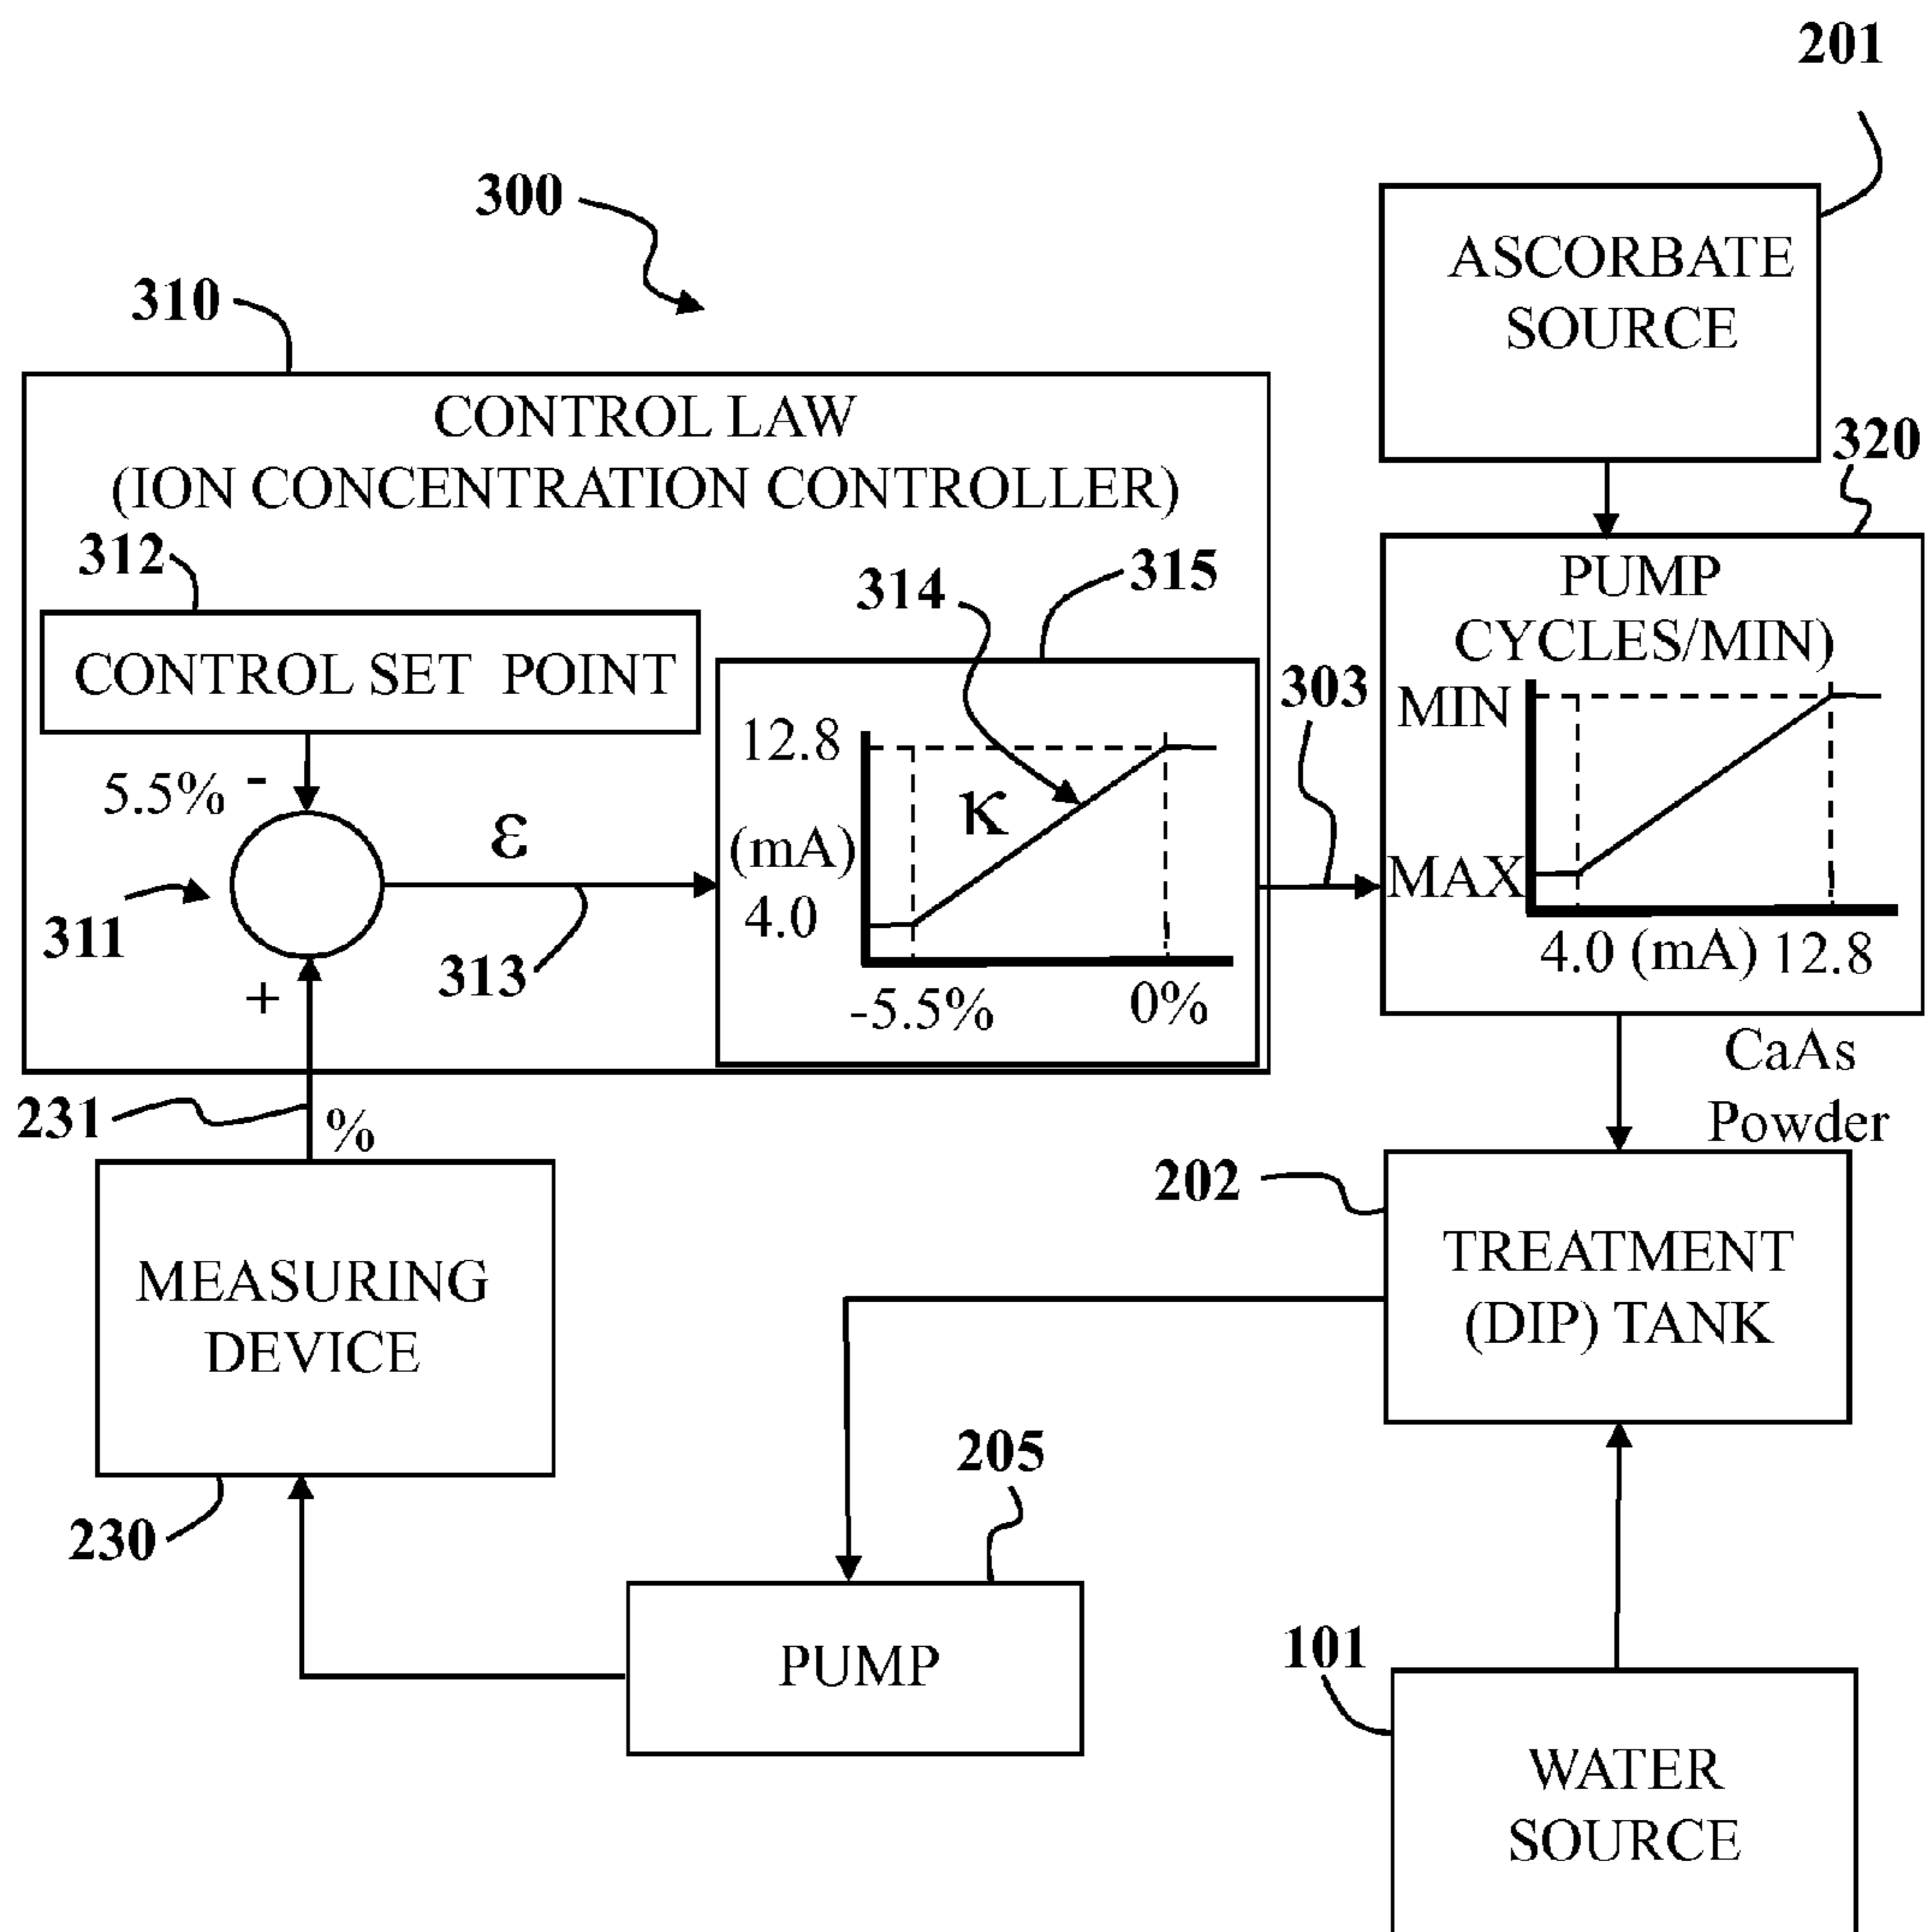 201
300
ASCORBATE
SOURCE
310
CONTROL LAW
(ION CONCENTRATION CONTROLLER)
320
312
314
315
PUMP
CYCLES/MIN)
CONTROL SET POINT
303
MIN
12.8
5.5% -
ε
K
(mA)
MAX
4.0
311
313
4.0 (mA) 12.8
+
-5.5% 0%
CaAs
Powder
231
%
202
MEASURING
DEVICE
TREATMENT
(DIP) TANK
205
230
PUMP
101
WATER
SOURCE